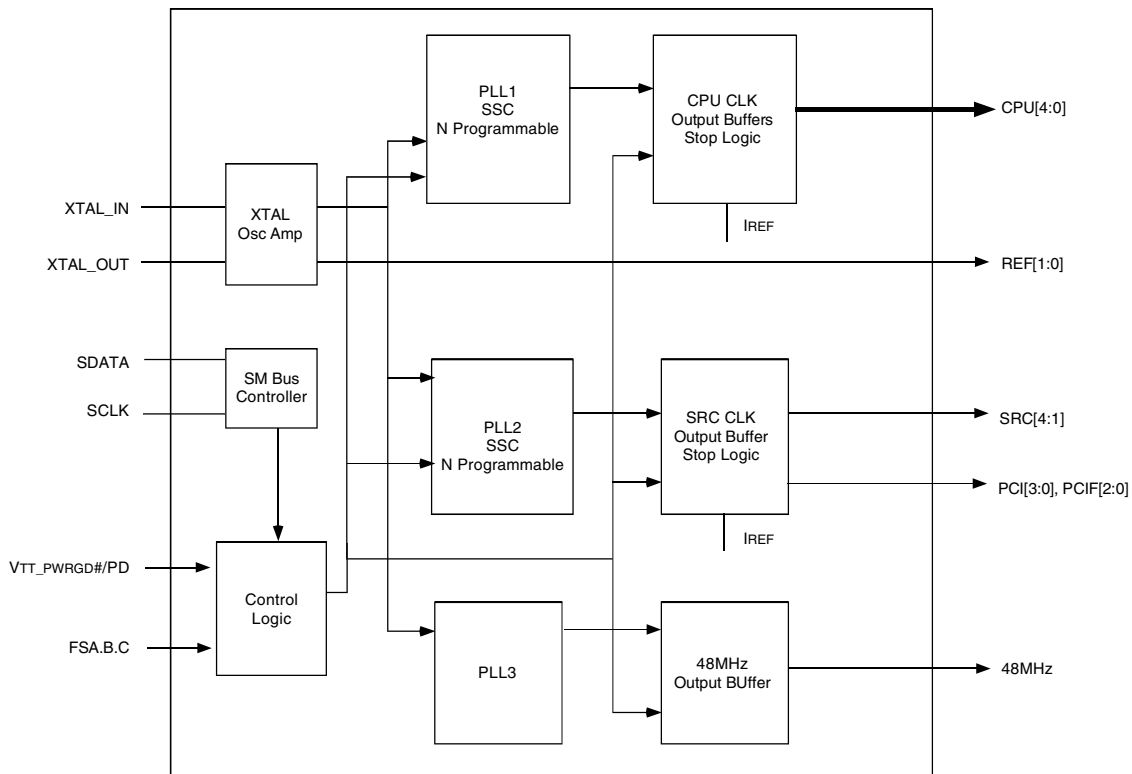 PLL1
SSC
N Programmable
CPU CLK
Output Buffers
Stop Logic
CPU[4:0]
XTAL_IN
XTAL
Osc Amp
IREF
XTAL_OUT
REF[1:0]
SDATA
SM Bus
Controller
SCLK
PLL2
SSC
N Programmable
SRC CLK
Output Buffer
Stop Logic
SRC[4:1]
PCI[3:0], PCIF[2:0]
IREF
VTT_PWRGD#/PD
Control
Logic
FSA.B.C
PLL3
48MHz
Output BUffer
48MHz